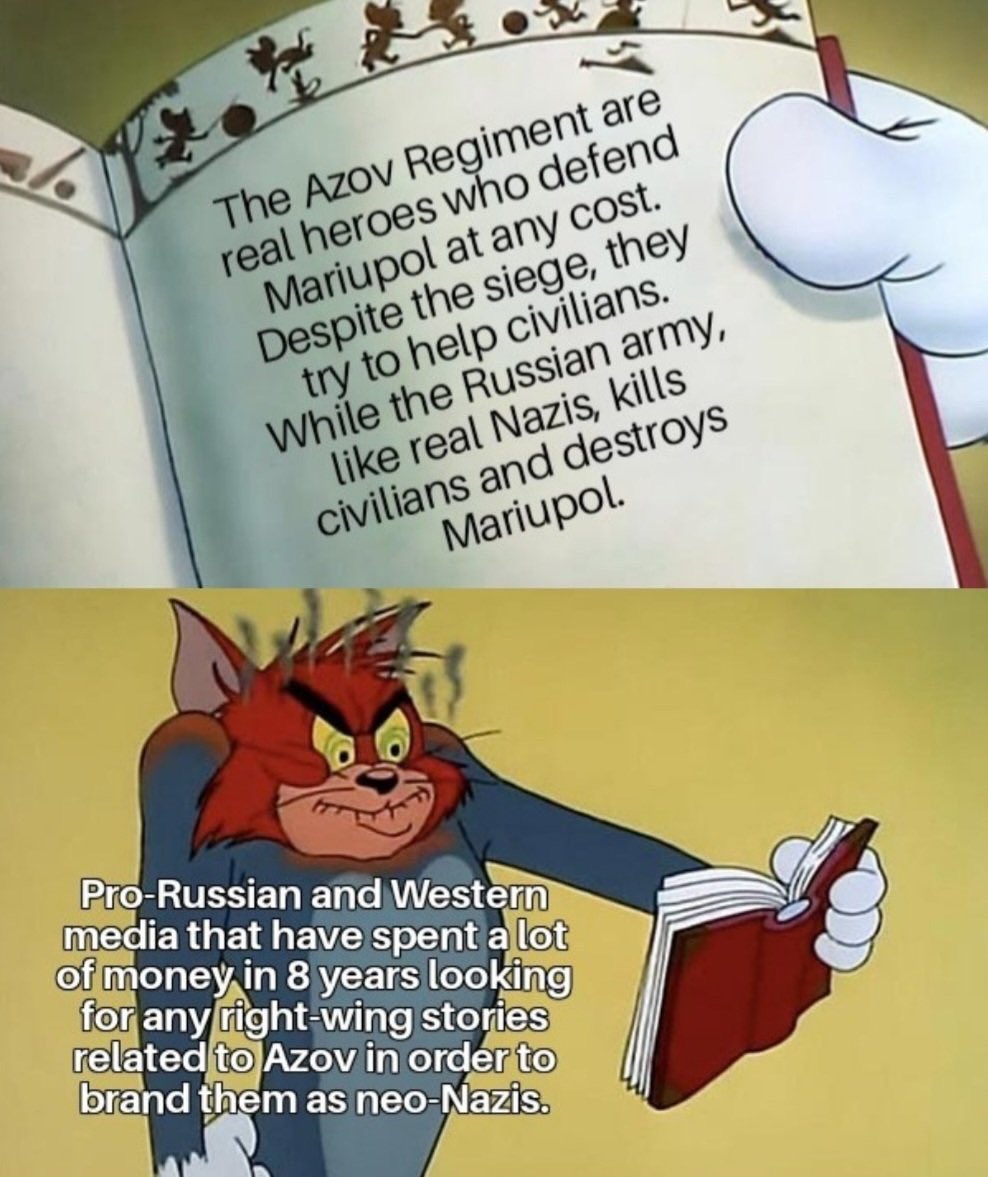 The Azov Regiment are
real heroes who defend
Mariupol at any cost.
Despite the siege, they
try to help civilians.
While the Russian army,
like real Nazis, kills
civilians and destroys
Mariupol.
Pro-Russian and Western
media that have spent a lot
of money in 8 years looking
for any right-wing stories
related to Azov in order to
brand them as neo-Nazis.